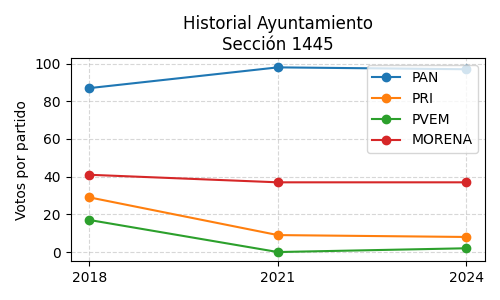 Historial Ayuntamiento
Sección 1445
Votos por partido
100
80
60
40
20
0
2018
2021
2024
PAN
PRI
PVEM
MORENA